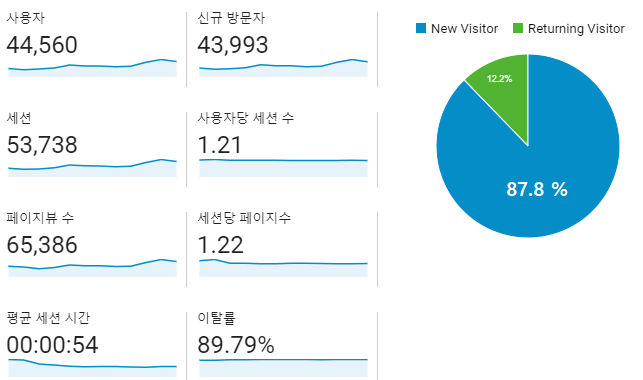 사용자
44,560
신규 방문자
43,993
세션
53,738
사용자당 세션 수
1.21
페이지뷰 수
65,386
세션당 페이지수
1.22
평균 세션 시간
00:00:54
이탈률
89.79%
New Visitor
Returning Visitor
12.2%
87.8 %